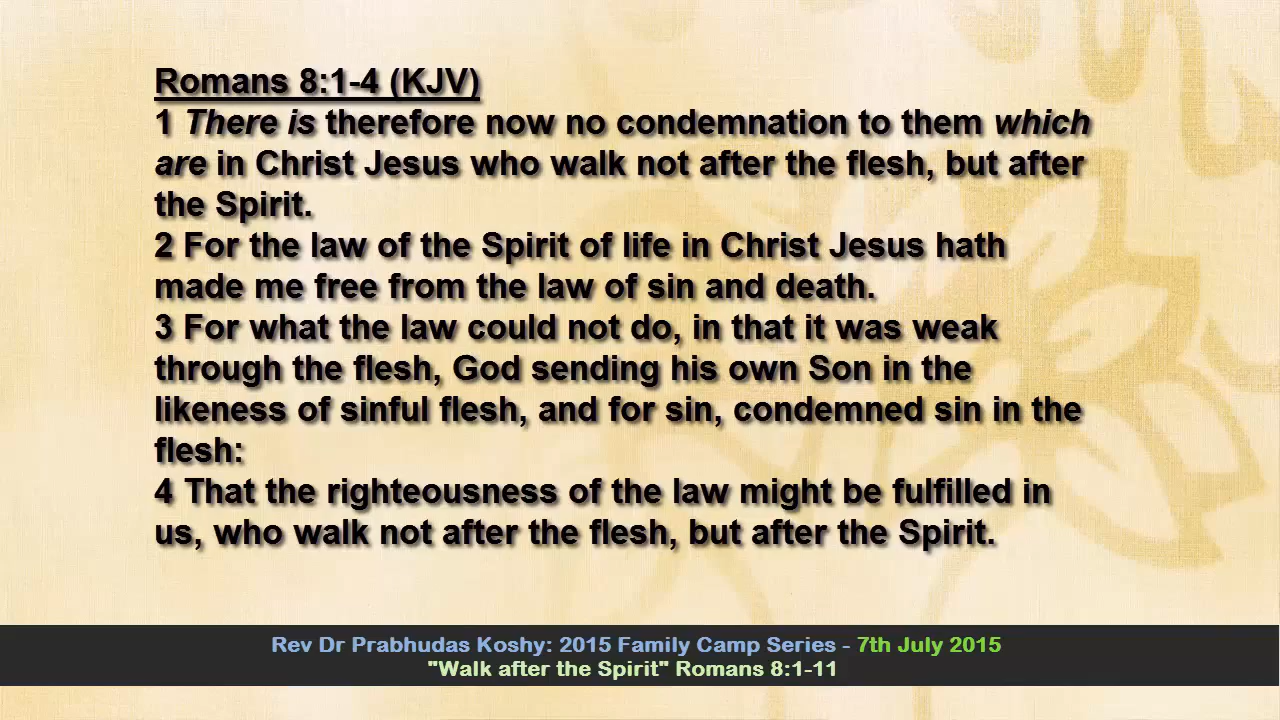 Romans 8:1-4 (KJV)
1 There is therefore now no condemnation to them which
are in Christ Jesus who walk not after the flesh, but after
the Spirit.
2 For the law of the Spirit of life in Christ Jesus hath
made me free from the law of sin and death.
3 For what the law could not do, in that it was weak
through the flesh, God sending his own Son in the
likeness of sinful flesh, and for sin, condemned sin in the
flesh:
4 That the righteousness of the law might be fulfilled in
us, who walk not after the flesh, but after the Spirit.
Rev Dr Prabhudas Koshy: 2015 Family Camp Series - 7th July 2015
"Walk after the Spirit" Romans 8:1-11